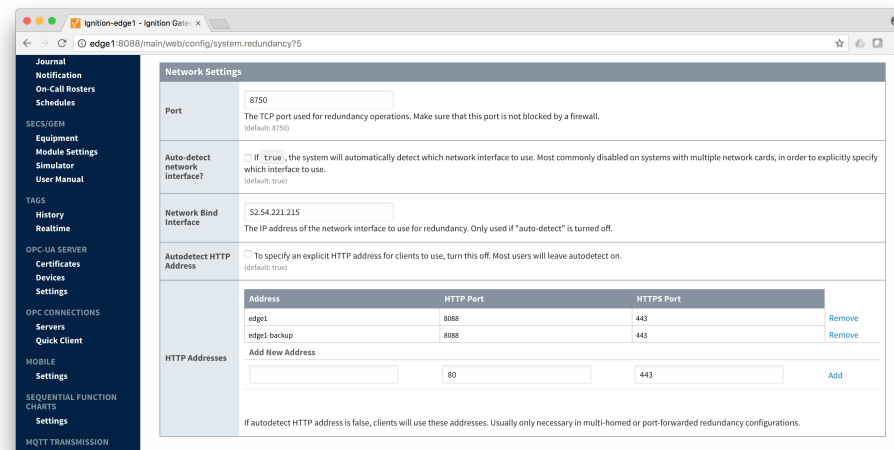 Ignition-edge1 - Ignition Gatew
edge1:8088/main/web/config/system.redundancy?5
Journal
Notification
On-Call Rosters
Schedules
SECS/GEM
Equipment
Module Settings
Simulator
User Manual
TAGS
History
Realtime
OPC-UA SERVER
Certificates
Devices
Settings
OPC CONNECTIONS
Servers
Quick Client
MOBILE
Settings
SEQUENTIAL FUNCTION
CHARTS
Settings
MQTT TRANSMISSION
Network Settings
Port
8750
The TCP port used for redundancy operations. Make sure that this port is not blocked by a firewall.
(default: 8750)
Auto-detect
network
interface?
If true , the system will automatically detect which network interface to use. Most commonly disabled on systems with multiple network cards, in order to explicitly specify
which interface to use.
(default: true)
Network Bind
Interface
52.54.221.215
The IP address of the network interface to use for redundancy. Only used if "auto-detect" is turned off.
Autodetect HTTP
Address
To specify an explicit HTTP address for clients to use, turn this off. Most users will leave autodetect on.
(default: true)
HTTP Addresses
Address HTTP Port HTTPS Port
edge1 8088 443 Remove
edge1-backup 8088 443 Remove
Add New Address
80 443 Add
If autodetect HTTP address is false, clients will use these addresses. Usually only necessary in multi-homed or port-forwarded redundancy configurations.